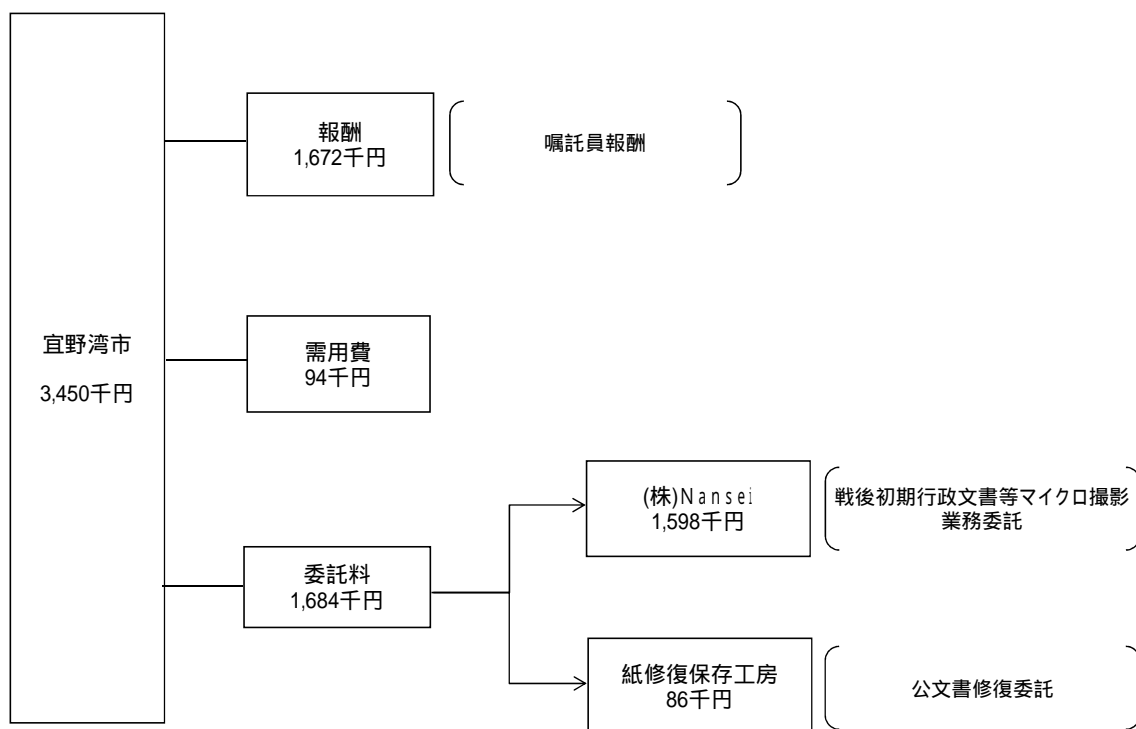 宜野湾市
3,450千円
報酬
1,672千円
嘱託員報酬
需用費
94千円
委託料
1,684千円
(株)Nansei
1,598千円
戦後初期行政文書等マイクロ撮影
業務委託
紙修復保存工房
86千円
公文書修復委託